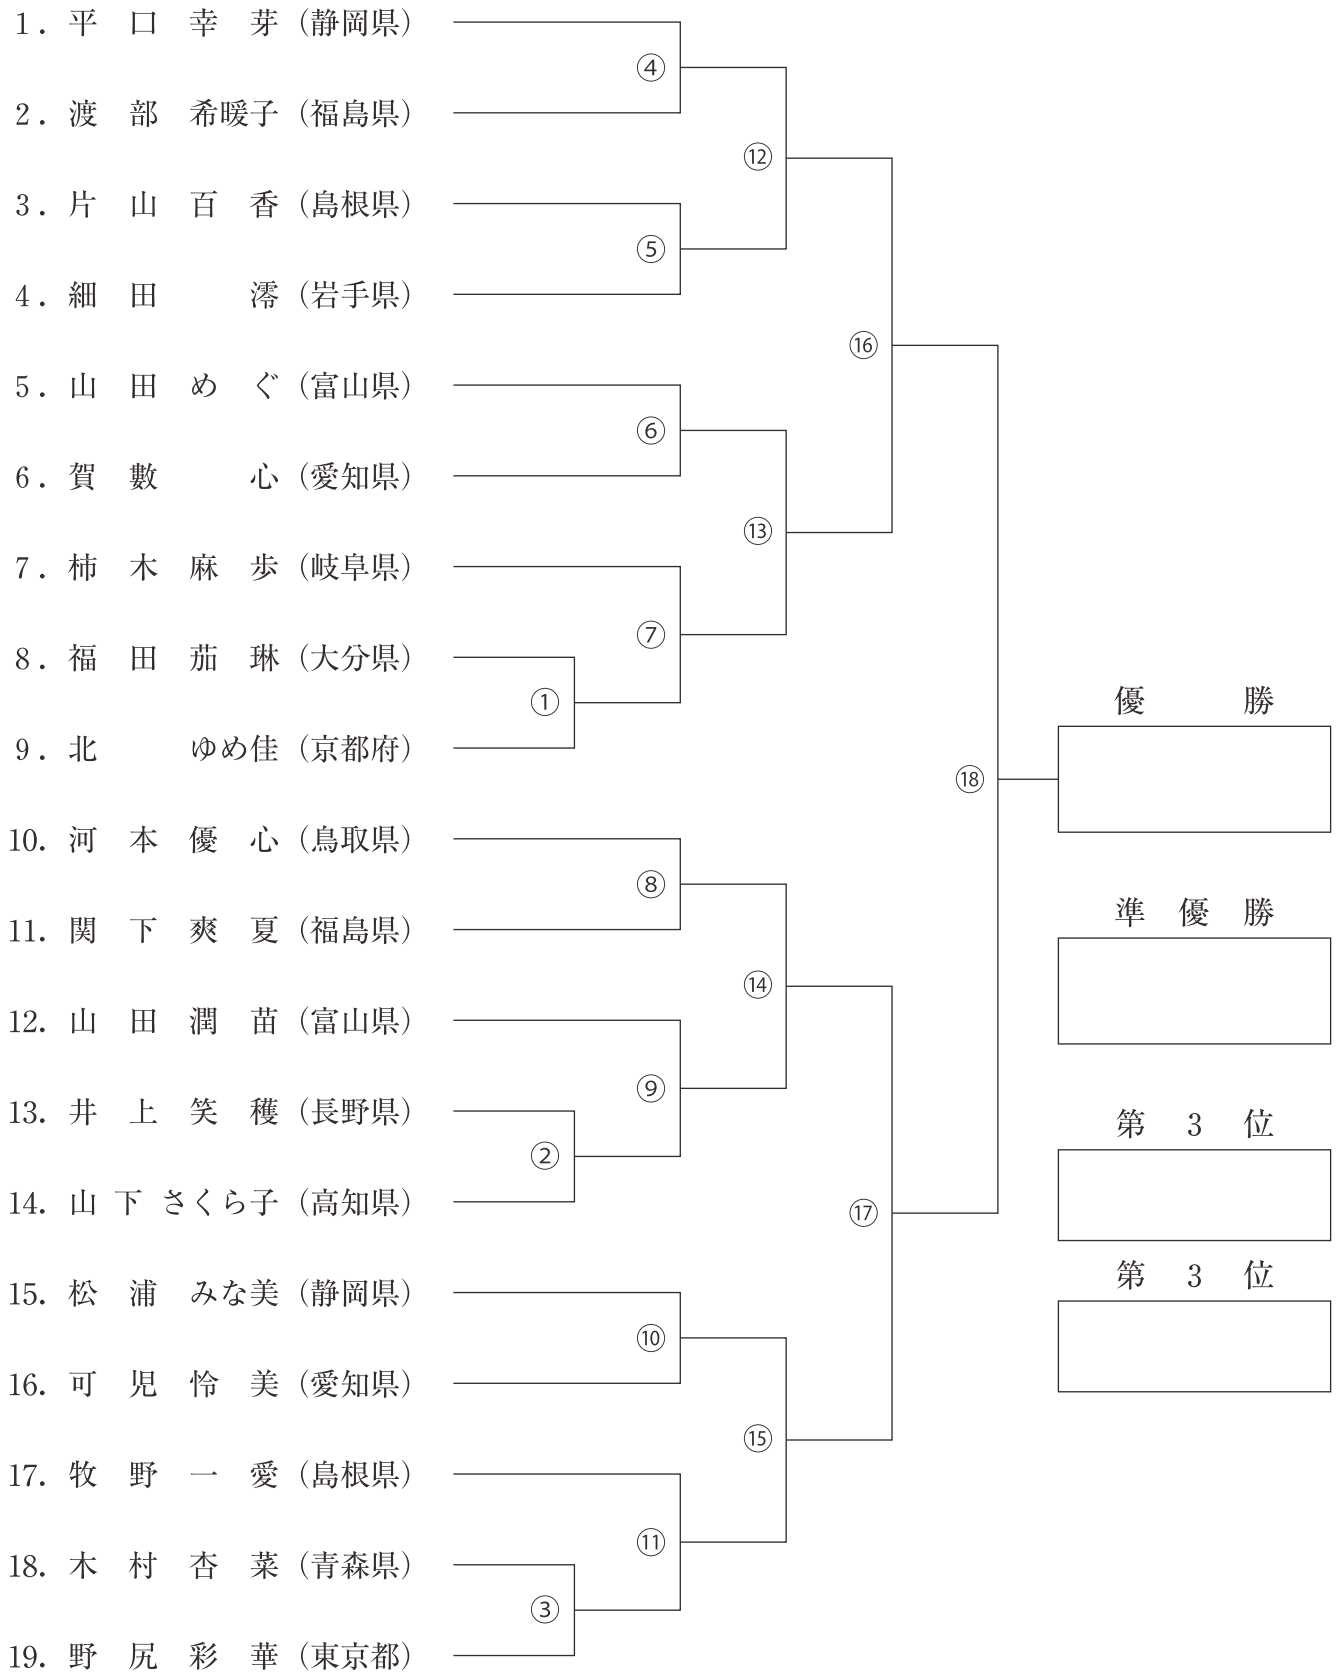 1．平口幸芽（静岡県）
④
2．渡部希暖子（福島県）
⑫
3．片山百香（島根県）
⑤
4．細田澪（岩手県）
⑯
5．山田めぐ（富山県）
⑥
6．賀數心（愛知県）
⑬
7．柿木麻歩（岐阜県）
⑦
8．福田茄琳（大分県）
①
9．北ゆめ佳（京都府）
優勝
⑱
10．河本優心（鳥取県）
⑧
11．関下爽夏（福島県）
準優勝
⑭
12．山田潤苗（富山県）
⑨
13．井上笑穫（長野県）
第3位
②
14．山下さくら子（高知県）
⑰
第3位
15．松浦みな美（静岡県）
⑩
16．可児怜美（愛知県）
⑮
17．牧野一愛（島根県）
⑪
18．木村杏菜（青森県）
③
19．野尻彩華（東京都）